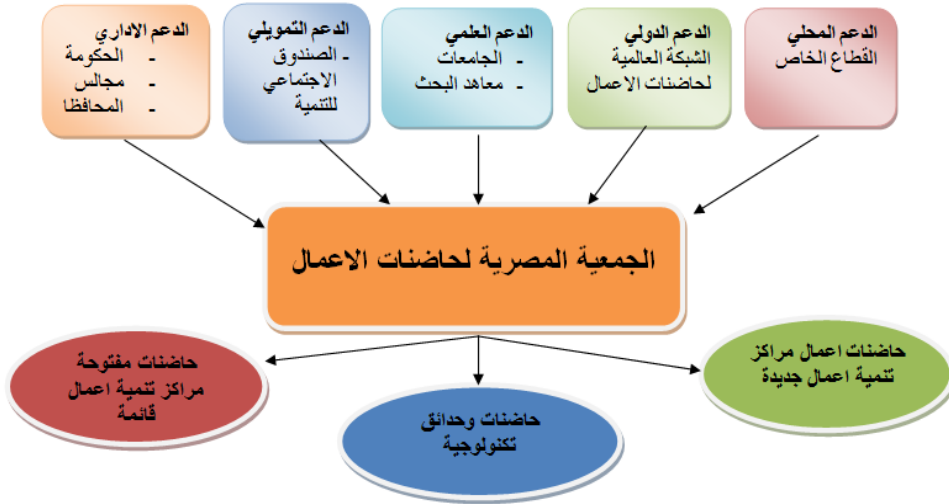 الدعم المحلي
القطاع الخاص
الدعم الدولي
الشبكة العالمية
لحاضنات الاعمال
الدعم العلمي
- الجامعات
- معاهد البحث
الدعم التمويلي
- الصندوق
الاجتماعي
للتنمية
الدعم الاداري
- الحكومة
- مجالس
- المحافظا
الجمعية المصرية لحاضنات الاعمال
حاضنات اعمال مراكز
تنمية اعمال جديدة
حاضنات وحدائق
تكنولوجية
حاضنات مفتوحة
مراكز تنمية اعمال
قائمة